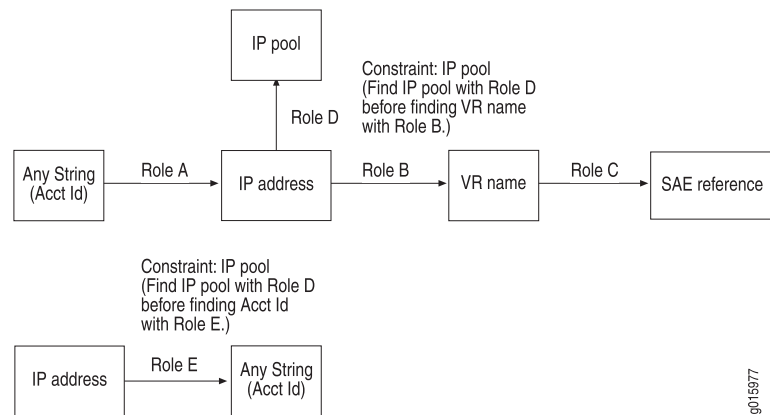 IP pool
Constraint: IP pool
(Find IP pool with Role D
before finding VR name
with Role B.)
Role D
Any String
(Acct Id)
Role A
IP address
Role B
VR name
Role C
SAE reference
Constraint: IP pool
(Find IP pool with Role D
before finding Acct Id
with Role E.)
IP address
Role E
Any String
(Acct Id)
g015977